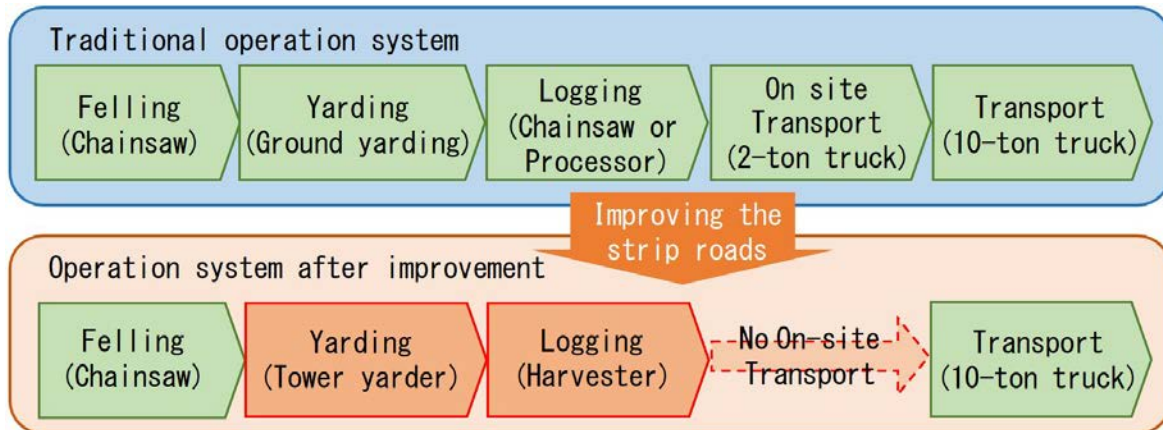 Traditional operation system
Felling
(Chainsaw)
Yarding
(Ground yarding)
Logging
(Chainsaw or
Processor)
On site
Transport
(2-ton truck)
Transport
(10-ton truck)
Improving the
strip roads
Operation system after improvement
Felling
(Chainsaw)
Yarding
(Tower yarder)
Logging
(Harvester)
No On-site
Transport
Transport
(10-ton truck)